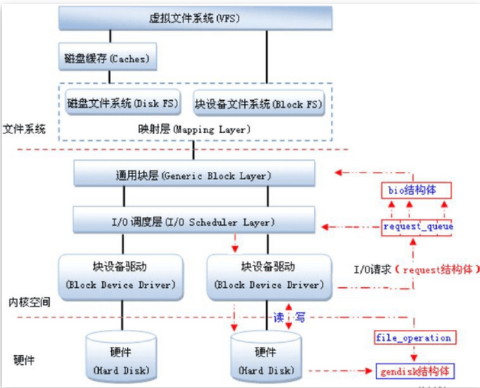 虚拟文件系统(VFS)
磁盘缓存(Caches)
磁盘文件系统(Disk FS)
块设备文件系统(Block FS)
映射层(Mapping Layer)
文件系统
通用块层(Generic Block Layer)
bio结构体
I/O 调度层(I/O Scheduler Layer)
request_queue
块设备驱动
(Block Device Driver)
块设备驱动
(Block Device Driver)
I/O请求(request结构体)
内核空间
读 写
file_operation
硬件
硬件
(Hard Disk)
硬件
(Hard Disk)
gendisk结构体